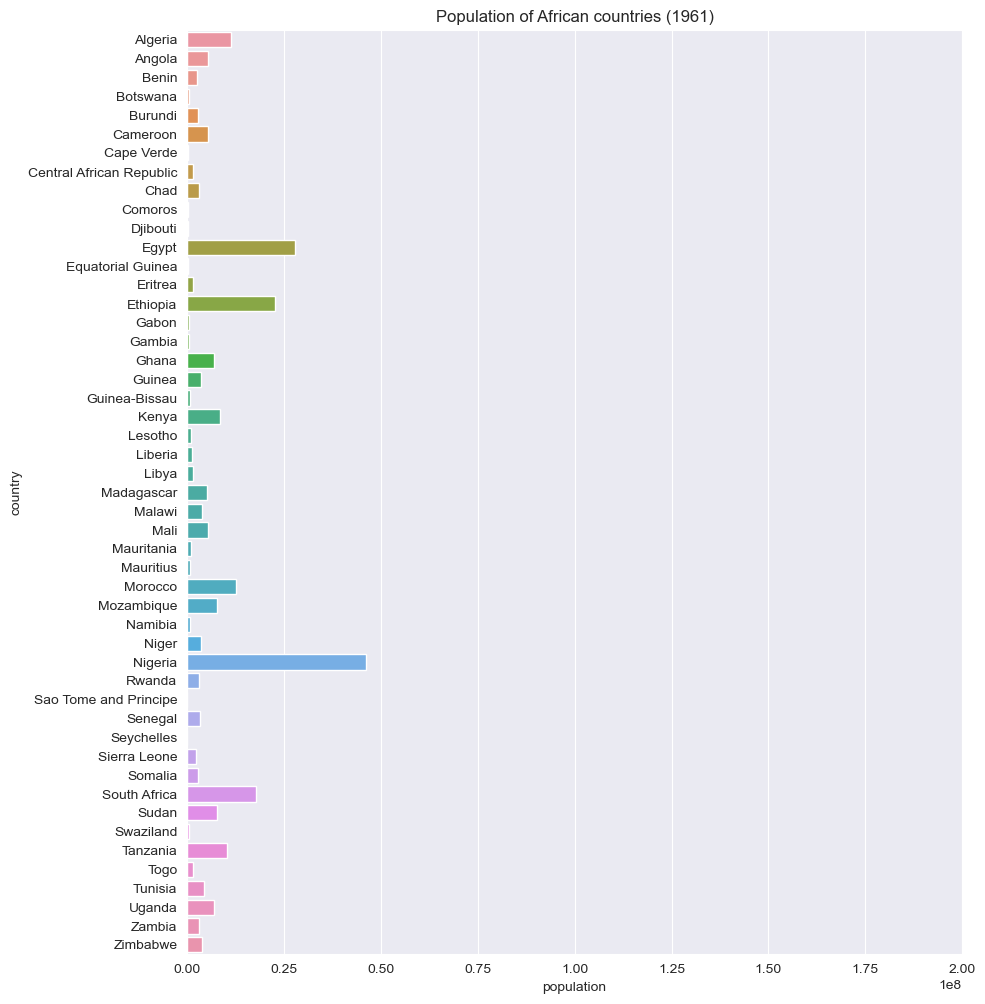 Population of African countries (1961)
Algeria
Angola
Benin
Botswana
Burundi
Cameroon
Cape Verde
Central African Republic
Chad
Comoros
Djibouti
Egypt
Equatorial Guinea
Eritrea
Ethiopia
Gabon
Gambia
Ghana
Guinea
Guinea-Bissau
Kenya
Lesotho
Liberia
Libya
Madagascar
Malawi
Mali
Mauritania
Mauritius
Morocco
Mozambique
Namibia
Niger
Nigeria
Rwanda
Sao Tome and Principe
Senegal
Seychelles
Sierra Leone
Somalia
South Africa
Sudan
Swaziland
Tanzania
Togo
Tunisia
Uganda
Zambia
Zimbabwe
country
0.00 0.25 0.50 0.75 1.00 1.25 1.50 1.75 2.00
population
1e8